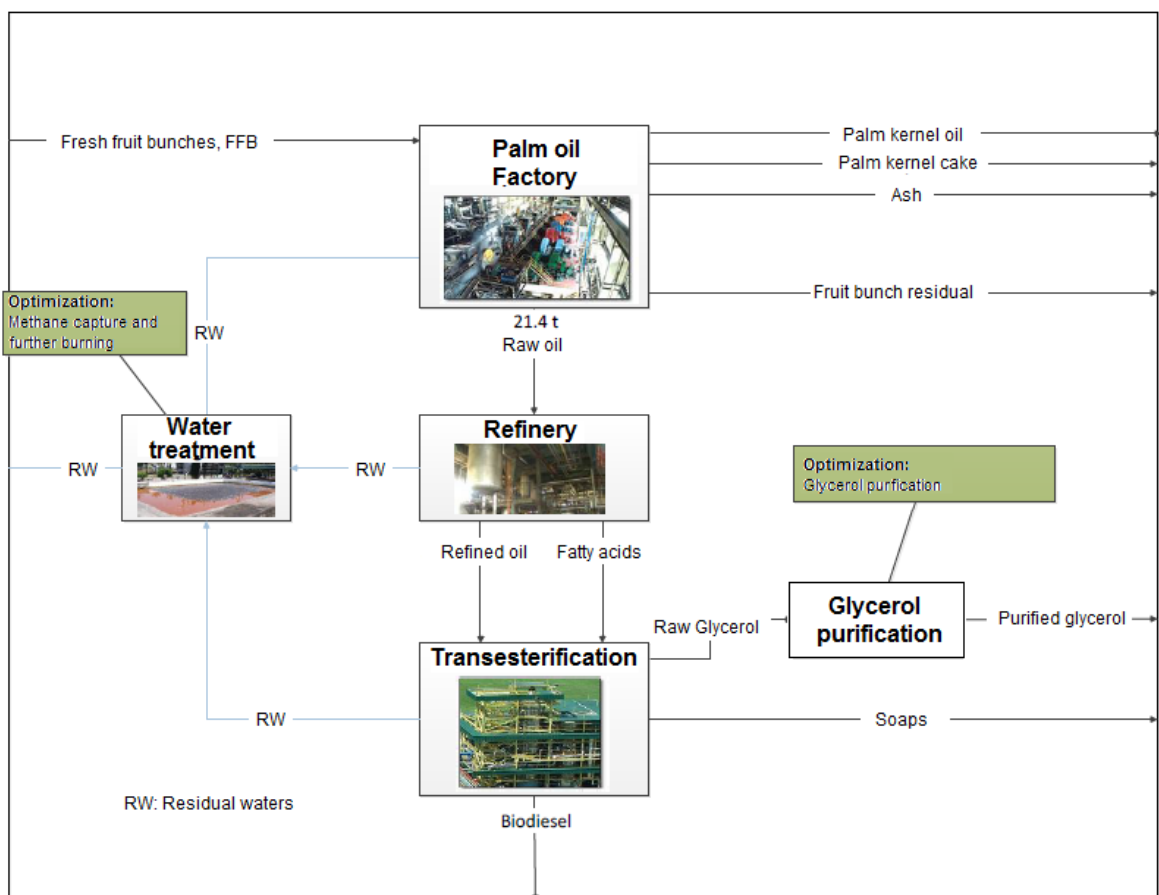 Fresh fruit bunches, FFB
Palm oil
Factory
Palm kernel oil
Palm kernel cake
Ash
Fruit bunch residual
Optimization:
Methane capture and
further burning
RW
21.4 t
Raw oil
Water
treatment
Refinery
RW
RW
Optimization:
Glycerol purification
Refined oil
Fatty acids
Glycerol
purification
Raw Glycerol
Purified glycerol
Transesterification
RW
Soaps
RW: Residual waters
Biodiesel